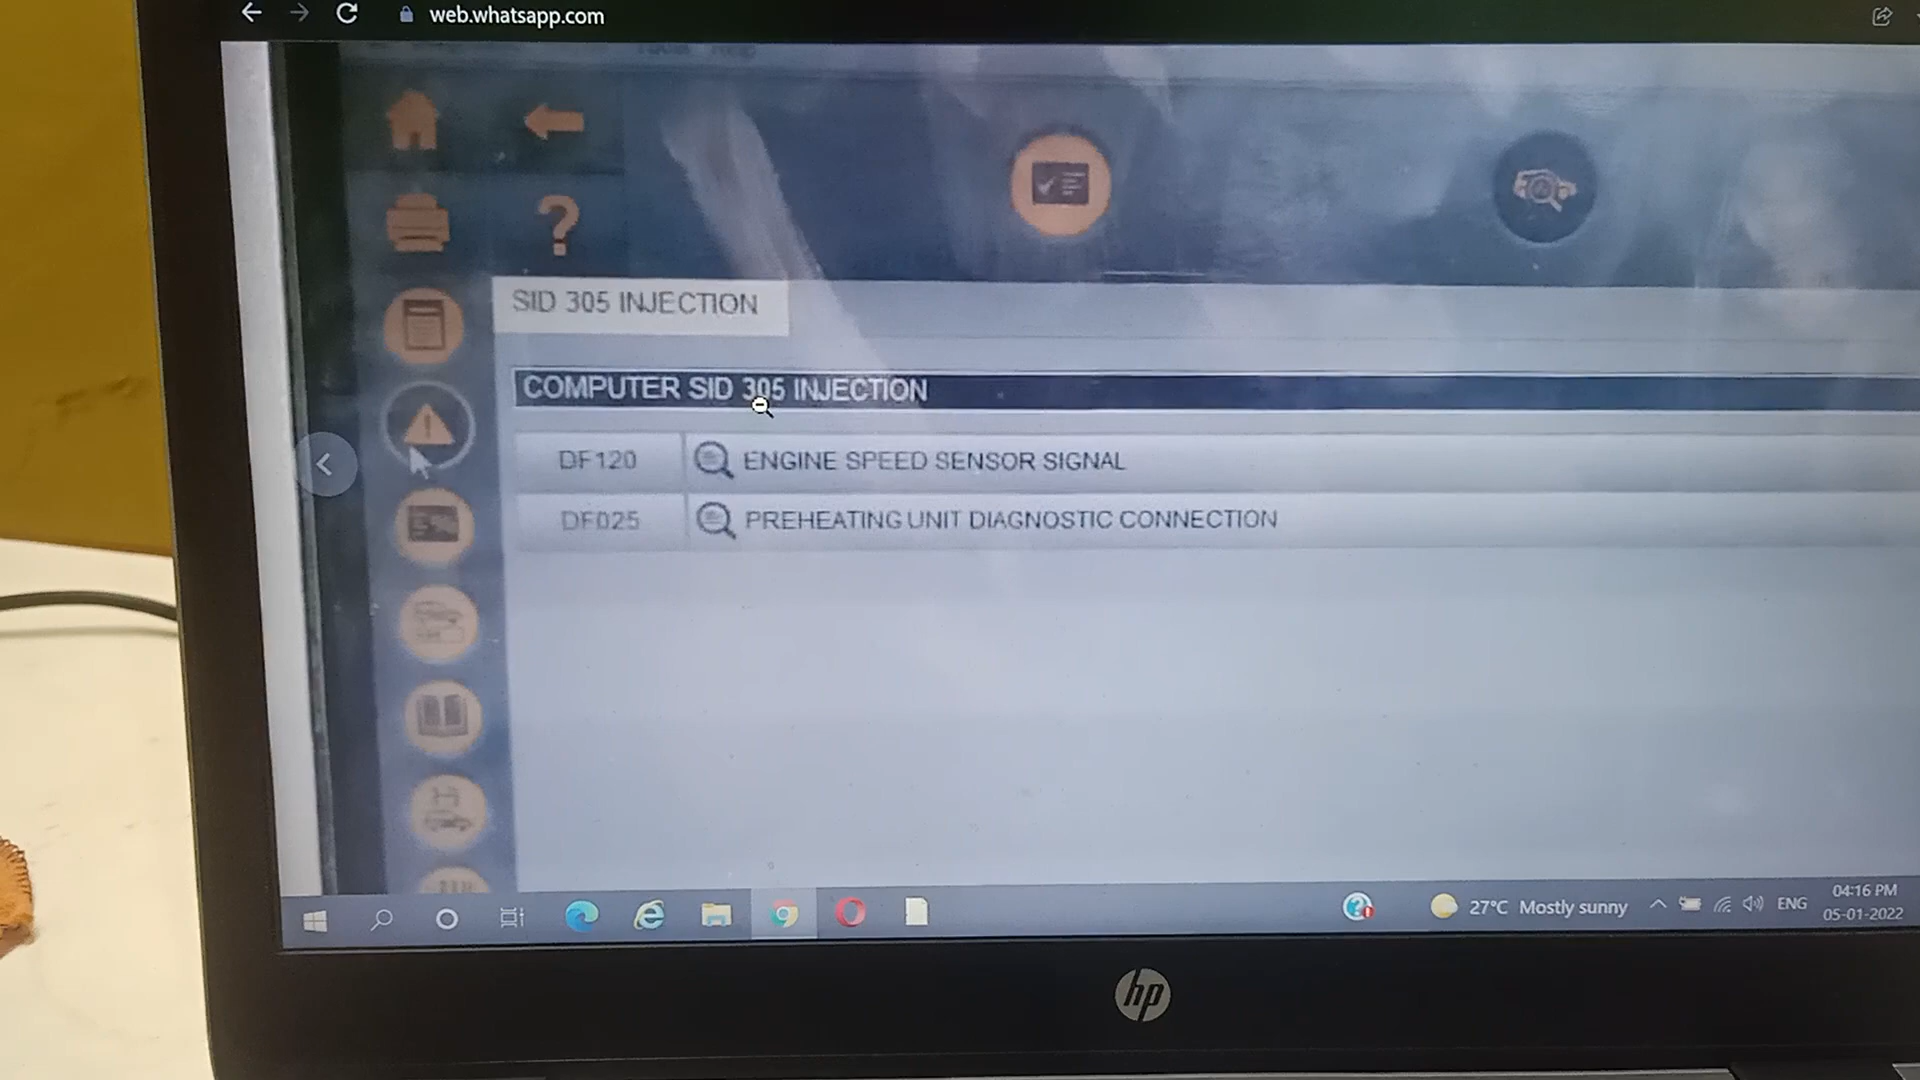 web.whatsapp.com
?
SID 305 INJECTION
COMPUTER SID 305 INJECTION
DF120 ENGINE SPEED SENSOR SIGNAL
DF025 PREHEATING UNIT DIAGNOSTIC CONNECTION
27°C Mostly sunny ENG 04:16 PM
05-01-2022
hp